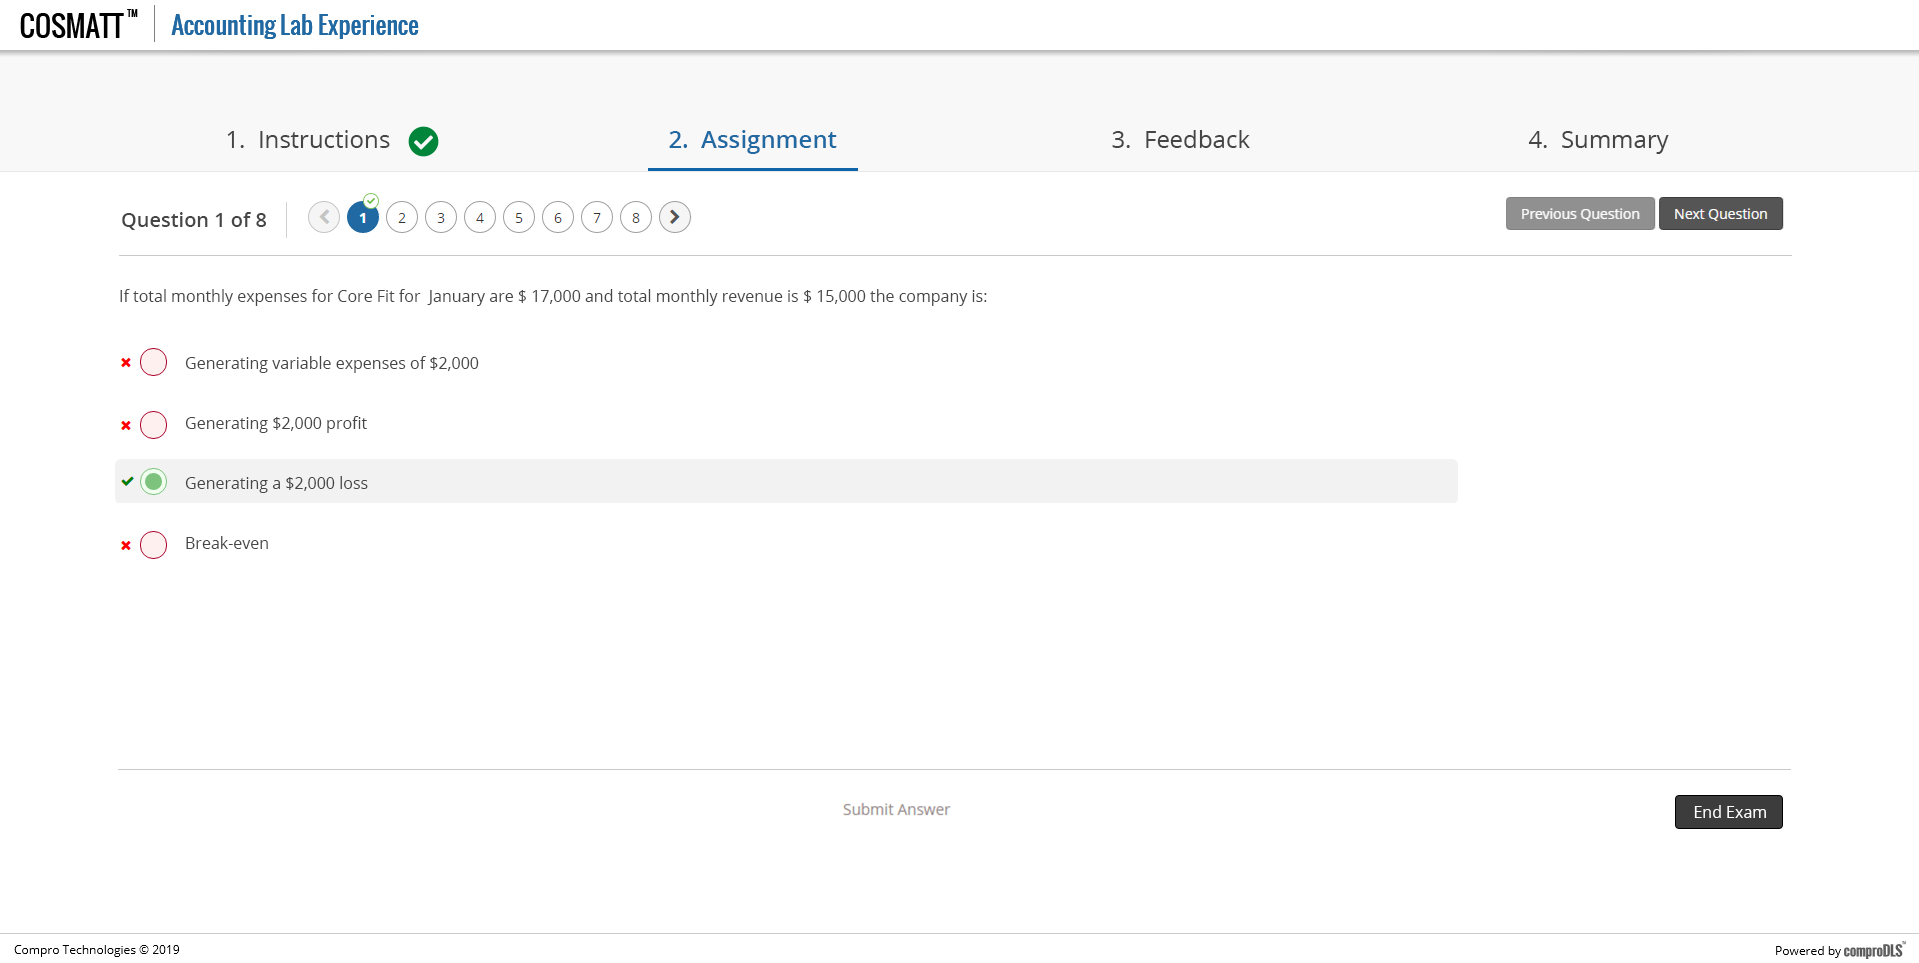 COSMATT™ Accounting Lab Experience
1. Instructions 2. Assignment 3. Feedback 4. Summary
Question 1 of 8 1 2 3 4 5 6 7 8 Previous Question Next Question
If total monthly expenses for Core Fit for January are $ 17,000 and total monthly revenue is $ 15,000 the company is:
Generating variable expenses of $2,000
Generating $2,000 profit
Generating a $2,000 loss
Break-even
Submit Answer End Exam
Compro Technologies © 2019 Powered by comproDLS™